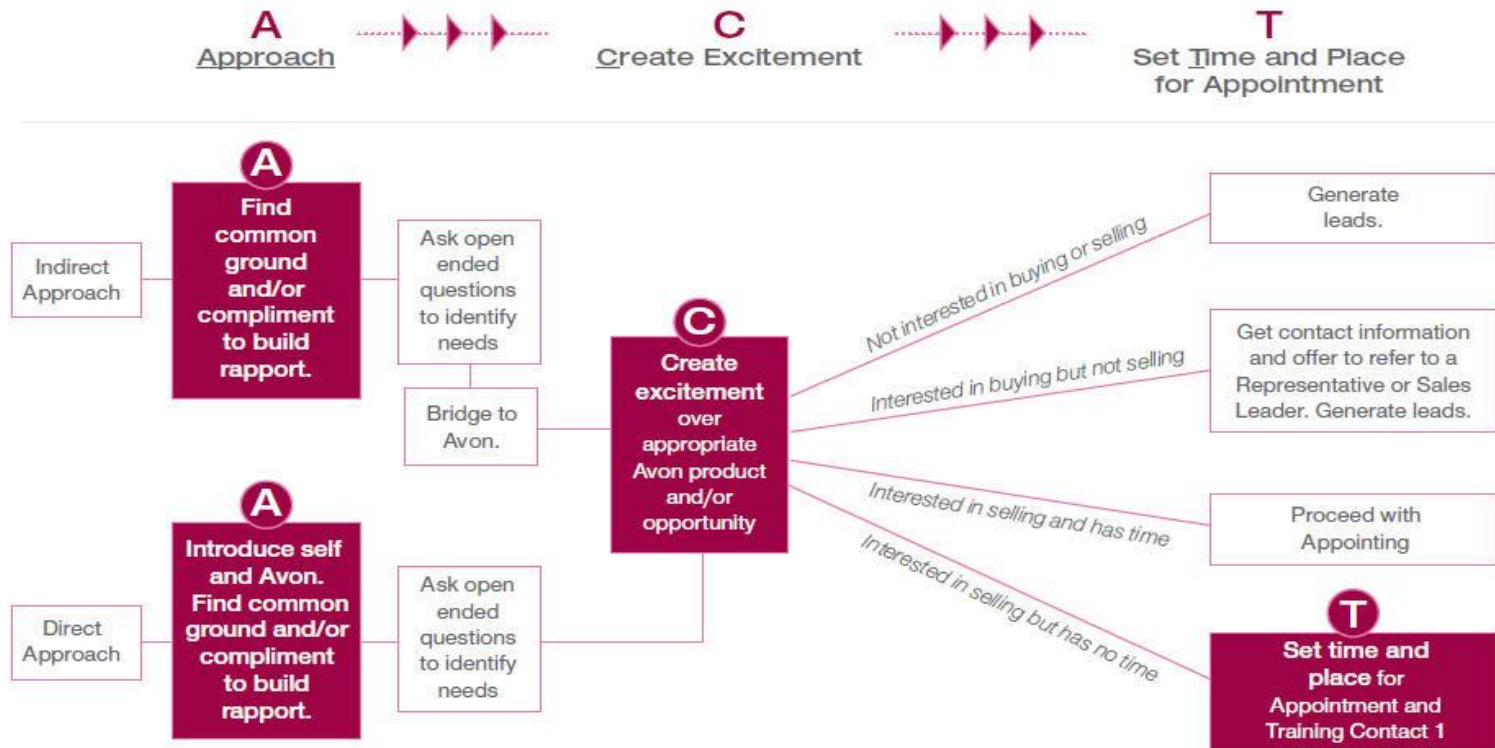 A
Approach
C
Create Excitement
T
Set Time and Place
for Appointment
Indirect
Approach
A
Find
common
ground
and/or
compliment
to build
rapport.
Ask open
ended
questions
to identify
needs
Bridge to
Avon.
Direct
Approach
A
Introduce self
and Avon.
Find common
ground and/or
compliment
to build
rapport.
Ask open
ended
questions
to identify
needs
C
Create
excitement
over
appropriate
Avon product
and/or
opportunity
Not interested in buying or selling
Generate
leads.
Interested in buying but not selling
Get contact information
and offer to refer to a
Representative or Sales
Leader. Generate leads.
Interested in selling and has time
Proceed with
Appointing
Interested in selling but has no time
T
Set time and
place for
Appointment and
Training Contact 1